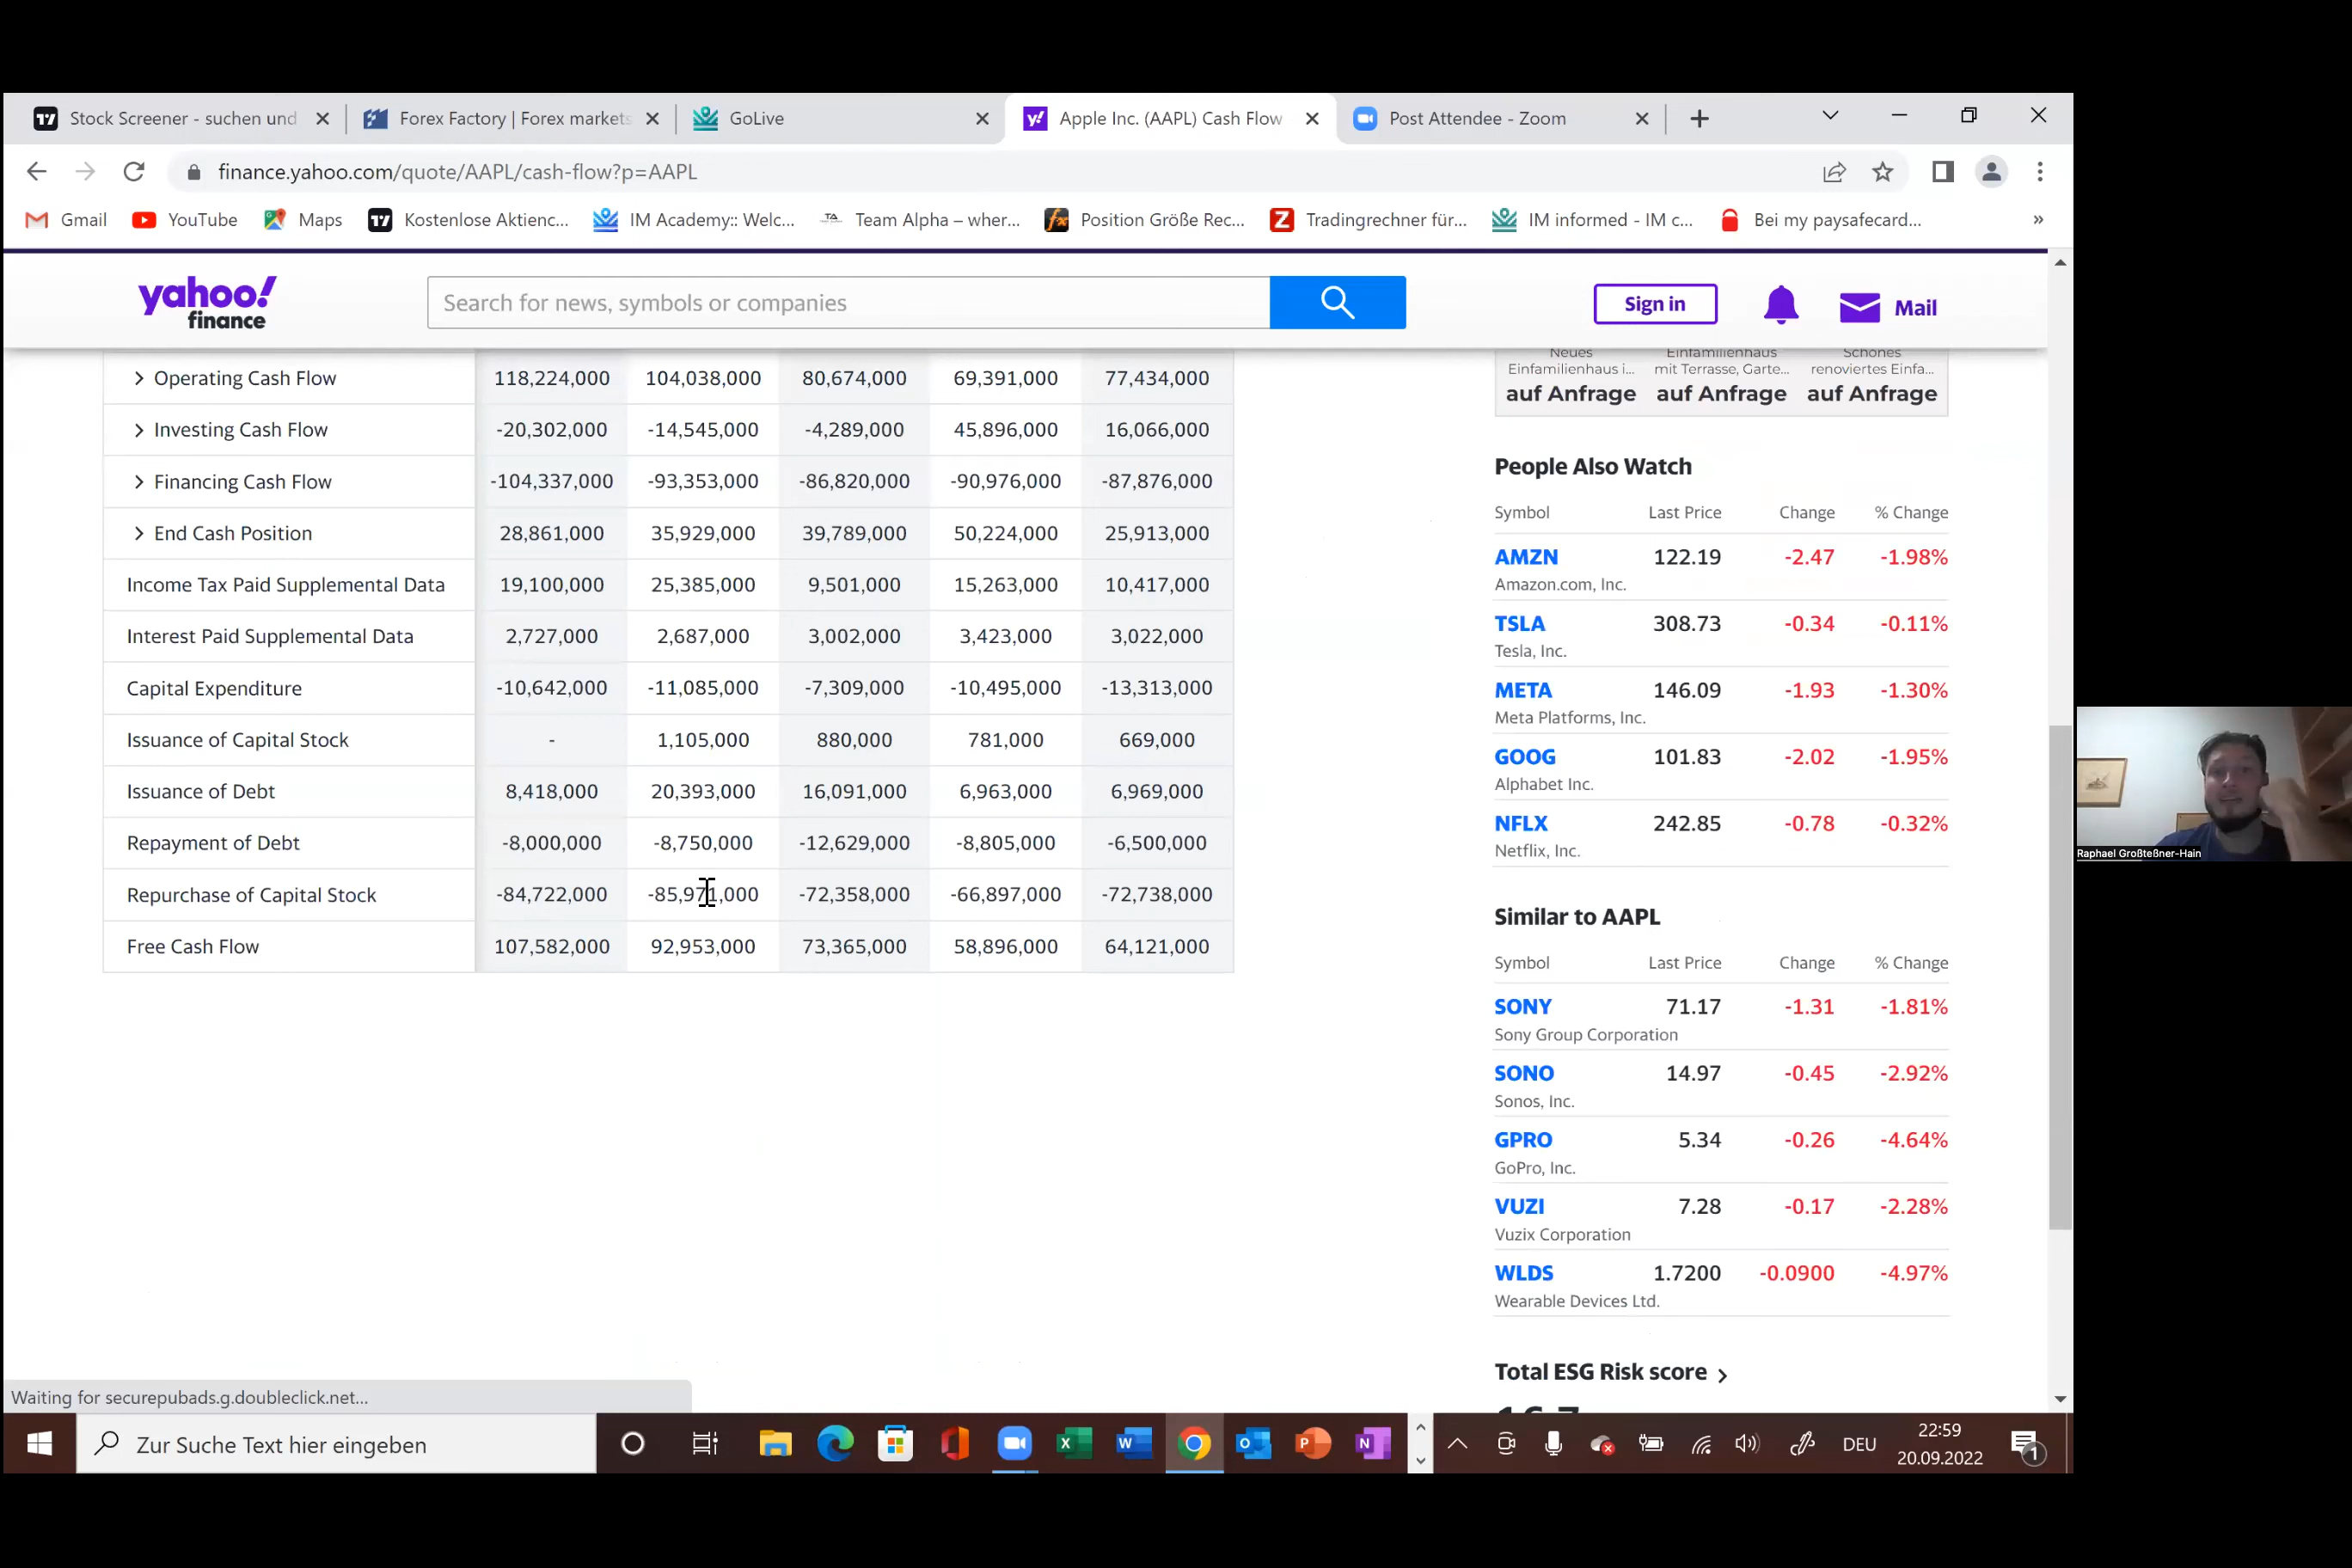 Stock Screener - suchen und
Forex Factory | Forex markets
GoLive
Apple Inc. (AAPL) Cash Flow
Post Attendee - Zoom
finance.yahoo.com/quote/AAPL/cash-flow?p=AAPL
Gmail YouTube Maps Kostenlose Aktienc... IM Academy:: Welc... Team Alpha – wher... Position Größe Rec... Tradingrechner für... IM informed - IM c... Bei my paysafecard... »
yahoo!
finance
Search for news, symbols or companies
Sign in
Mail
Operating Cash Flow 118,224,000 104,038,000 80,674,000 69,391,000 77,434,000
Investing Cash Flow -20,302,000 -14,545,000 -4,289,000 45,896,000 16,066,000
Financing Cash Flow -104,337,000 -93,353,000 -86,820,000 -90,976,000 -87,876,000
End Cash Position 28,861,000 35,929,000 39,789,000 50,224,000 25,913,000
Income Tax Paid Supplemental Data 19,100,000 25,385,000 9,501,000 15,263,000 10,417,000
Interest Paid Supplemental Data 2,727,000 2,687,000 3,002,000 3,423,000 3,022,000
Capital Expenditure -10,642,000 -11,085,000 -7,309,000 -10,495,000 -13,313,000
Issuance of Capital Stock - 1,105,000 880,000 781,000 669,000
Issuance of Debt 8,418,000 20,393,000 16,091,000 6,963,000 6,969,000
Repayment of Debt -8,000,000 -8,750,000 -12,629,000 -8,805,000 -6,500,000
Repurchase of Capital Stock -84,722,000 -85,971,000 -72,358,000 -66,897,000 -72,738,000
Free Cash Flow 107,582,000 92,953,000 73,365,000 58,896,000 64,121,000
Neues Einfamilienhaus Schönes
Einfamilienhaus i... mit Terrasse, Garte... renoviertes Einfa...
auf Anfrage auf Anfrage auf Anfrage
People Also Watch
Symbol Last Price Change % Change
AMZN 122.19 -2.47 -1.98%
Amazon.com, Inc.
TSLA 308.73 -0.34 -0.11%
Tesla, Inc.
META 146.09 -1.93 -1.30%
Meta Platforms, Inc.
GOOG 101.83 -2.02 -1.95%
Alphabet Inc.
NFLX 242.85 -0.78 -0.32%
Netflix, Inc.
Similar to AAPL
Symbol Last Price Change % Change
SONY 71.17 -1.31 -1.81%
Sony Group Corporation
SONO 14.97 -0.45 -2.92%
Sonos, Inc.
GPRO 5.34 -0.26 -4.64%
GoPro, Inc.
VUZI 7.28 -0.17 -2.28%
Vuzix Corporation
WLDS 1.7200 -0.0900 -4.97%
Wearable Devices Ltd.
Total ESG Risk score
Raphael Großteßner-Hain
Waiting for securepubads.g.doubleclick.net...
Zur Suche Text hier eingeben
DEU
22:59
20.09.2022
1